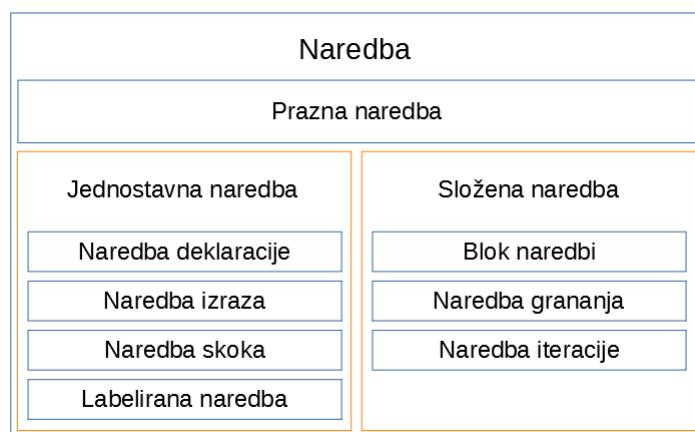 Naredba
Prazna naredba
Jednostavna naredba
Naredba deklaracije
Naredba izraza
Naredba skoka
Labelirana naredba
Složena naredba
Blok naredbi
Naredba grananja
Naredba iteracije